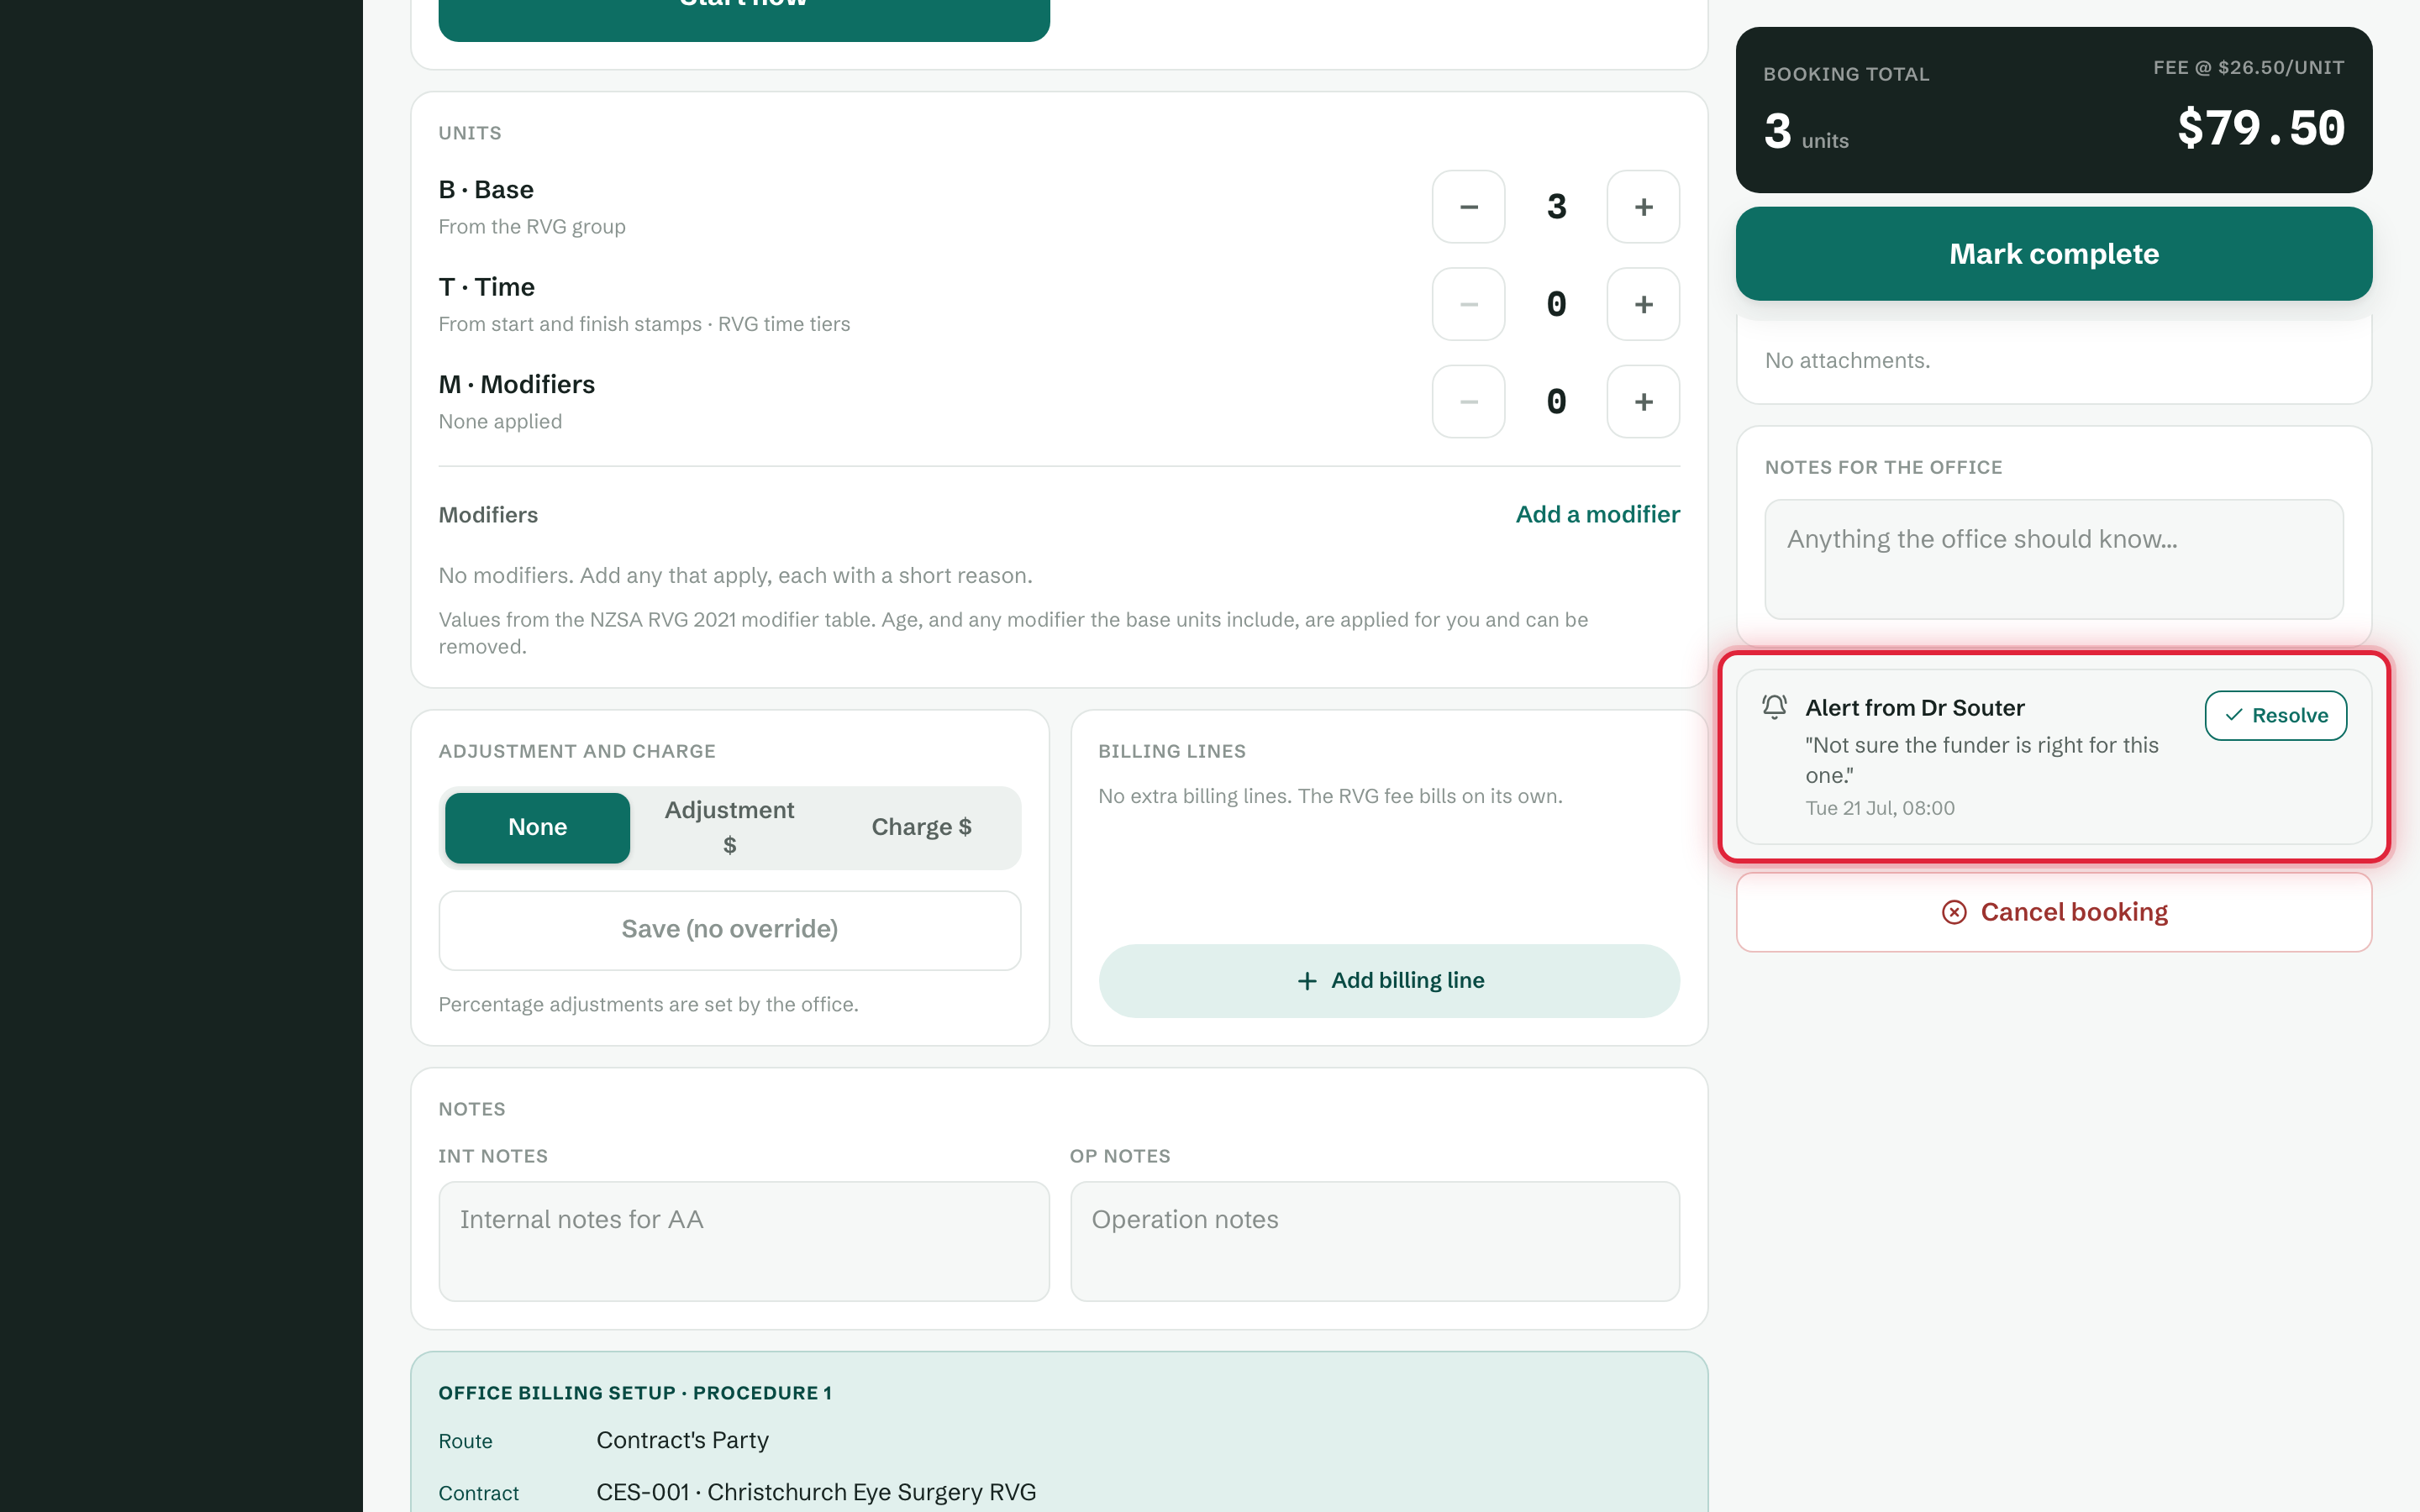 Start now
UNITS
B · Base
From the RVG group
− 3 +
T · Time
From start and finish stamps · RVG time tiers
− 0 +
M · Modifiers
None applied
− 0 +
Modifiers
Add a modifier
No modifiers. Add any that apply, each with a short reason.
Values from the NZSA RVG 2021 modifier table. Age, and any modifier the base units include, are applied for you and can be
removed.
ADJUSTMENT AND CHARGE
None
Adjustment
$
Charge $
Save (no override)
Percentage adjustments are set by the office.
BILLING LINES
No extra billing lines. The RVG fee bills on its own.
+ Add billing line
NOTES
INT NOTES
Internal notes for AA
OP NOTES
Operation notes
OFFICE BILLING SETUP · PROCEDURE 1
Route Contract's Party
Contract CES-001 · Christchurch Eye Surgery RVG
BOOKING TOTAL
3 units
FEE @ $26.50/UNIT
$79.50
Mark complete
No attachments.
NOTES FOR THE OFFICE
Anything the office should know...
Alert from Dr Souter
"Not sure the funder is right for this
one."
Tue 21 Jul, 08:00
Resolve
Cancel booking